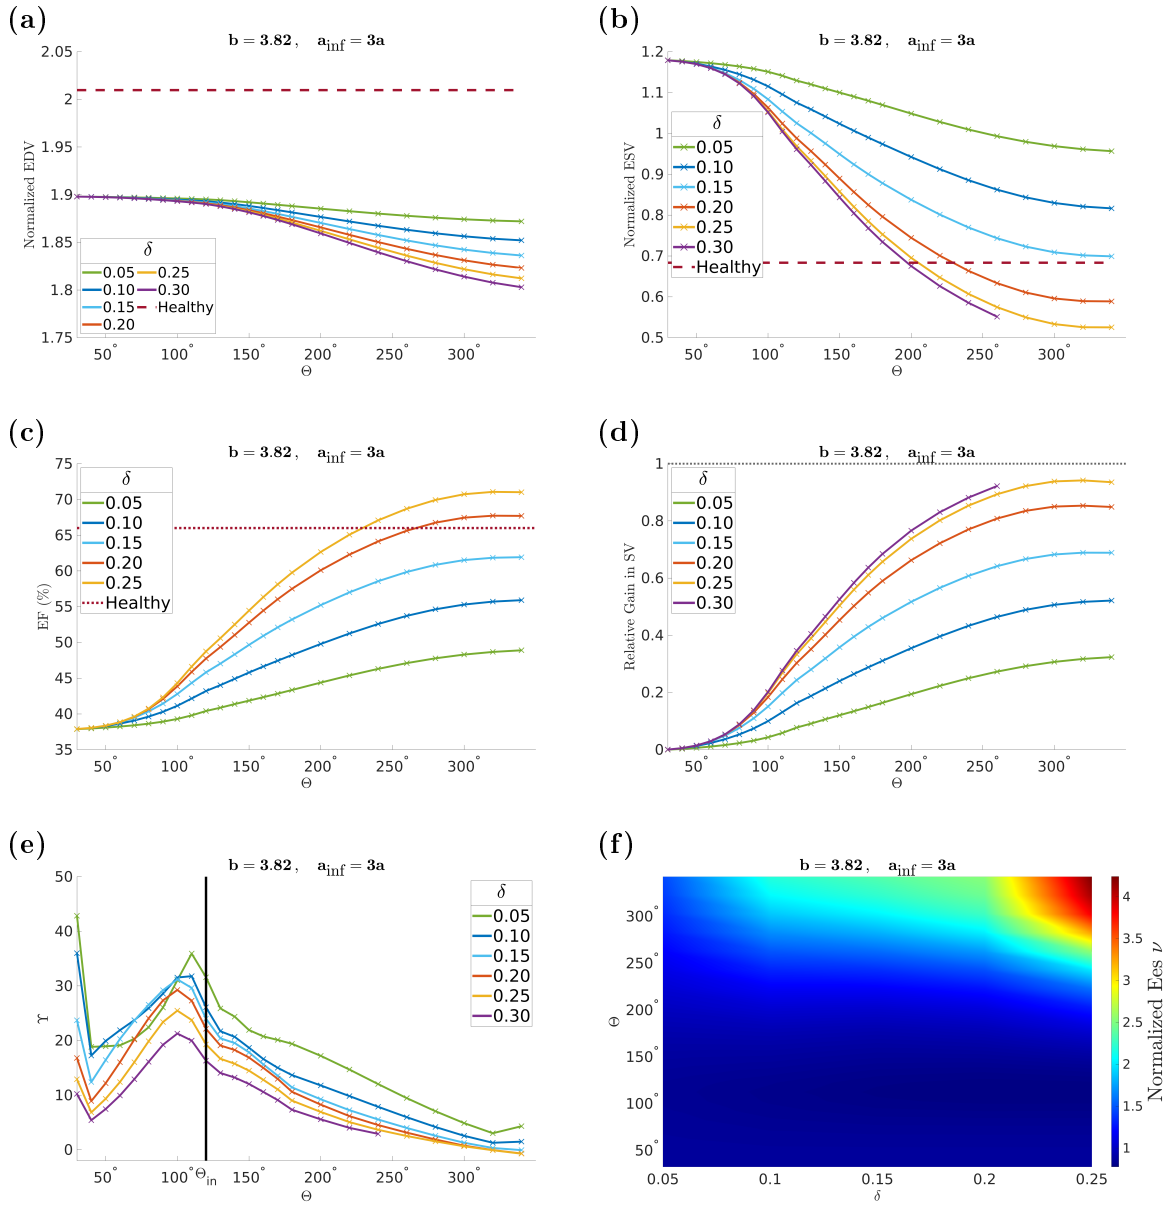 (a)
b = 3.82 ,    a_inf = 3a
2.05
2
1.95
1.9
1.85
1.8
1.75
Normalized EDV
δ
0.05 0.25
0.10 0.30
0.15 Healthy
0.20
50° 100° 150° 200° 250° 300°
Θ
(b)
b = 3.82 ,    a_inf = 3a
1.2
1.1
1
0.9
0.8
0.7
0.6
0.5
Normalized ESV
δ
0.05
0.10
0.15
0.20
0.25
0.30
Healthy
50° 100° 150° 200° 250° 300°
Θ
(c)
b = 3.82 ,    a_inf = 3a
75
70
65
60
55
50
45
40
35
EF (%)
δ
0.05
0.10
0.15
0.20
0.25
Healthy
50° 100° 150° 200° 250° 300°
Θ
(d)
b = 3.82 ,    a_inf = 3a
1
0.8
0.6
0.4
0.2
0
Relative Gain in SV
δ
0.05
0.10
0.15
0.20
0.25
0.30
50° 100° 150° 200° 250° 300°
Θ
(e)
b = 3.82 ,    a_inf = 3a
50
40
30
20
10
0
Υ
δ
0.05
0.10
0.15
0.20
0.25
0.30
50° 100° Θ_in 150° 200° 250° 300°
Θ
(f)
b = 3.82 ,    a_inf = 3a
300°
250°
200°
150°
100°
50°
Θ
0.05 0.1 0.15 0.2 0.25
δ
4
3.5
3
2.5
2
1.5
1
Normalized Ees ν